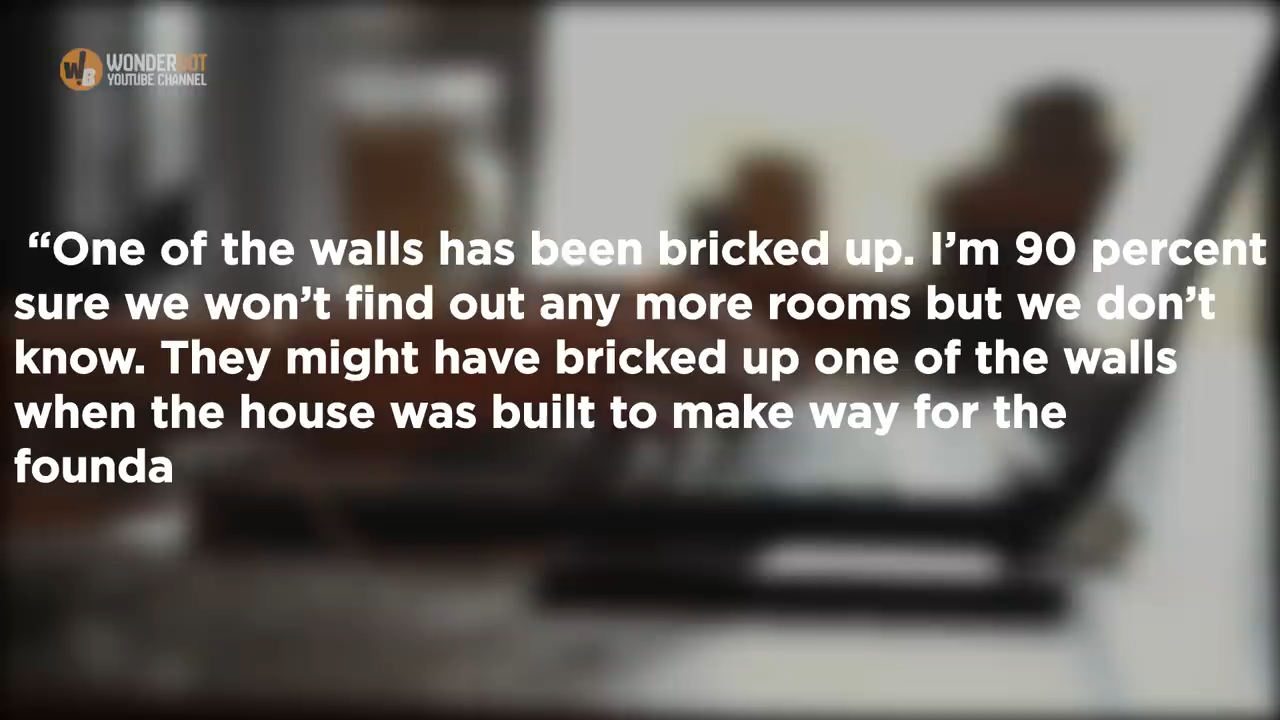 WONDERBOT
YOUTUBE CHANNEL
“One of the walls has been bricked up. I’m 90 percent
sure we won’t find out any more rooms but we don’t
know. They might have bricked up one of the walls
when the house was built to make way for the
founda